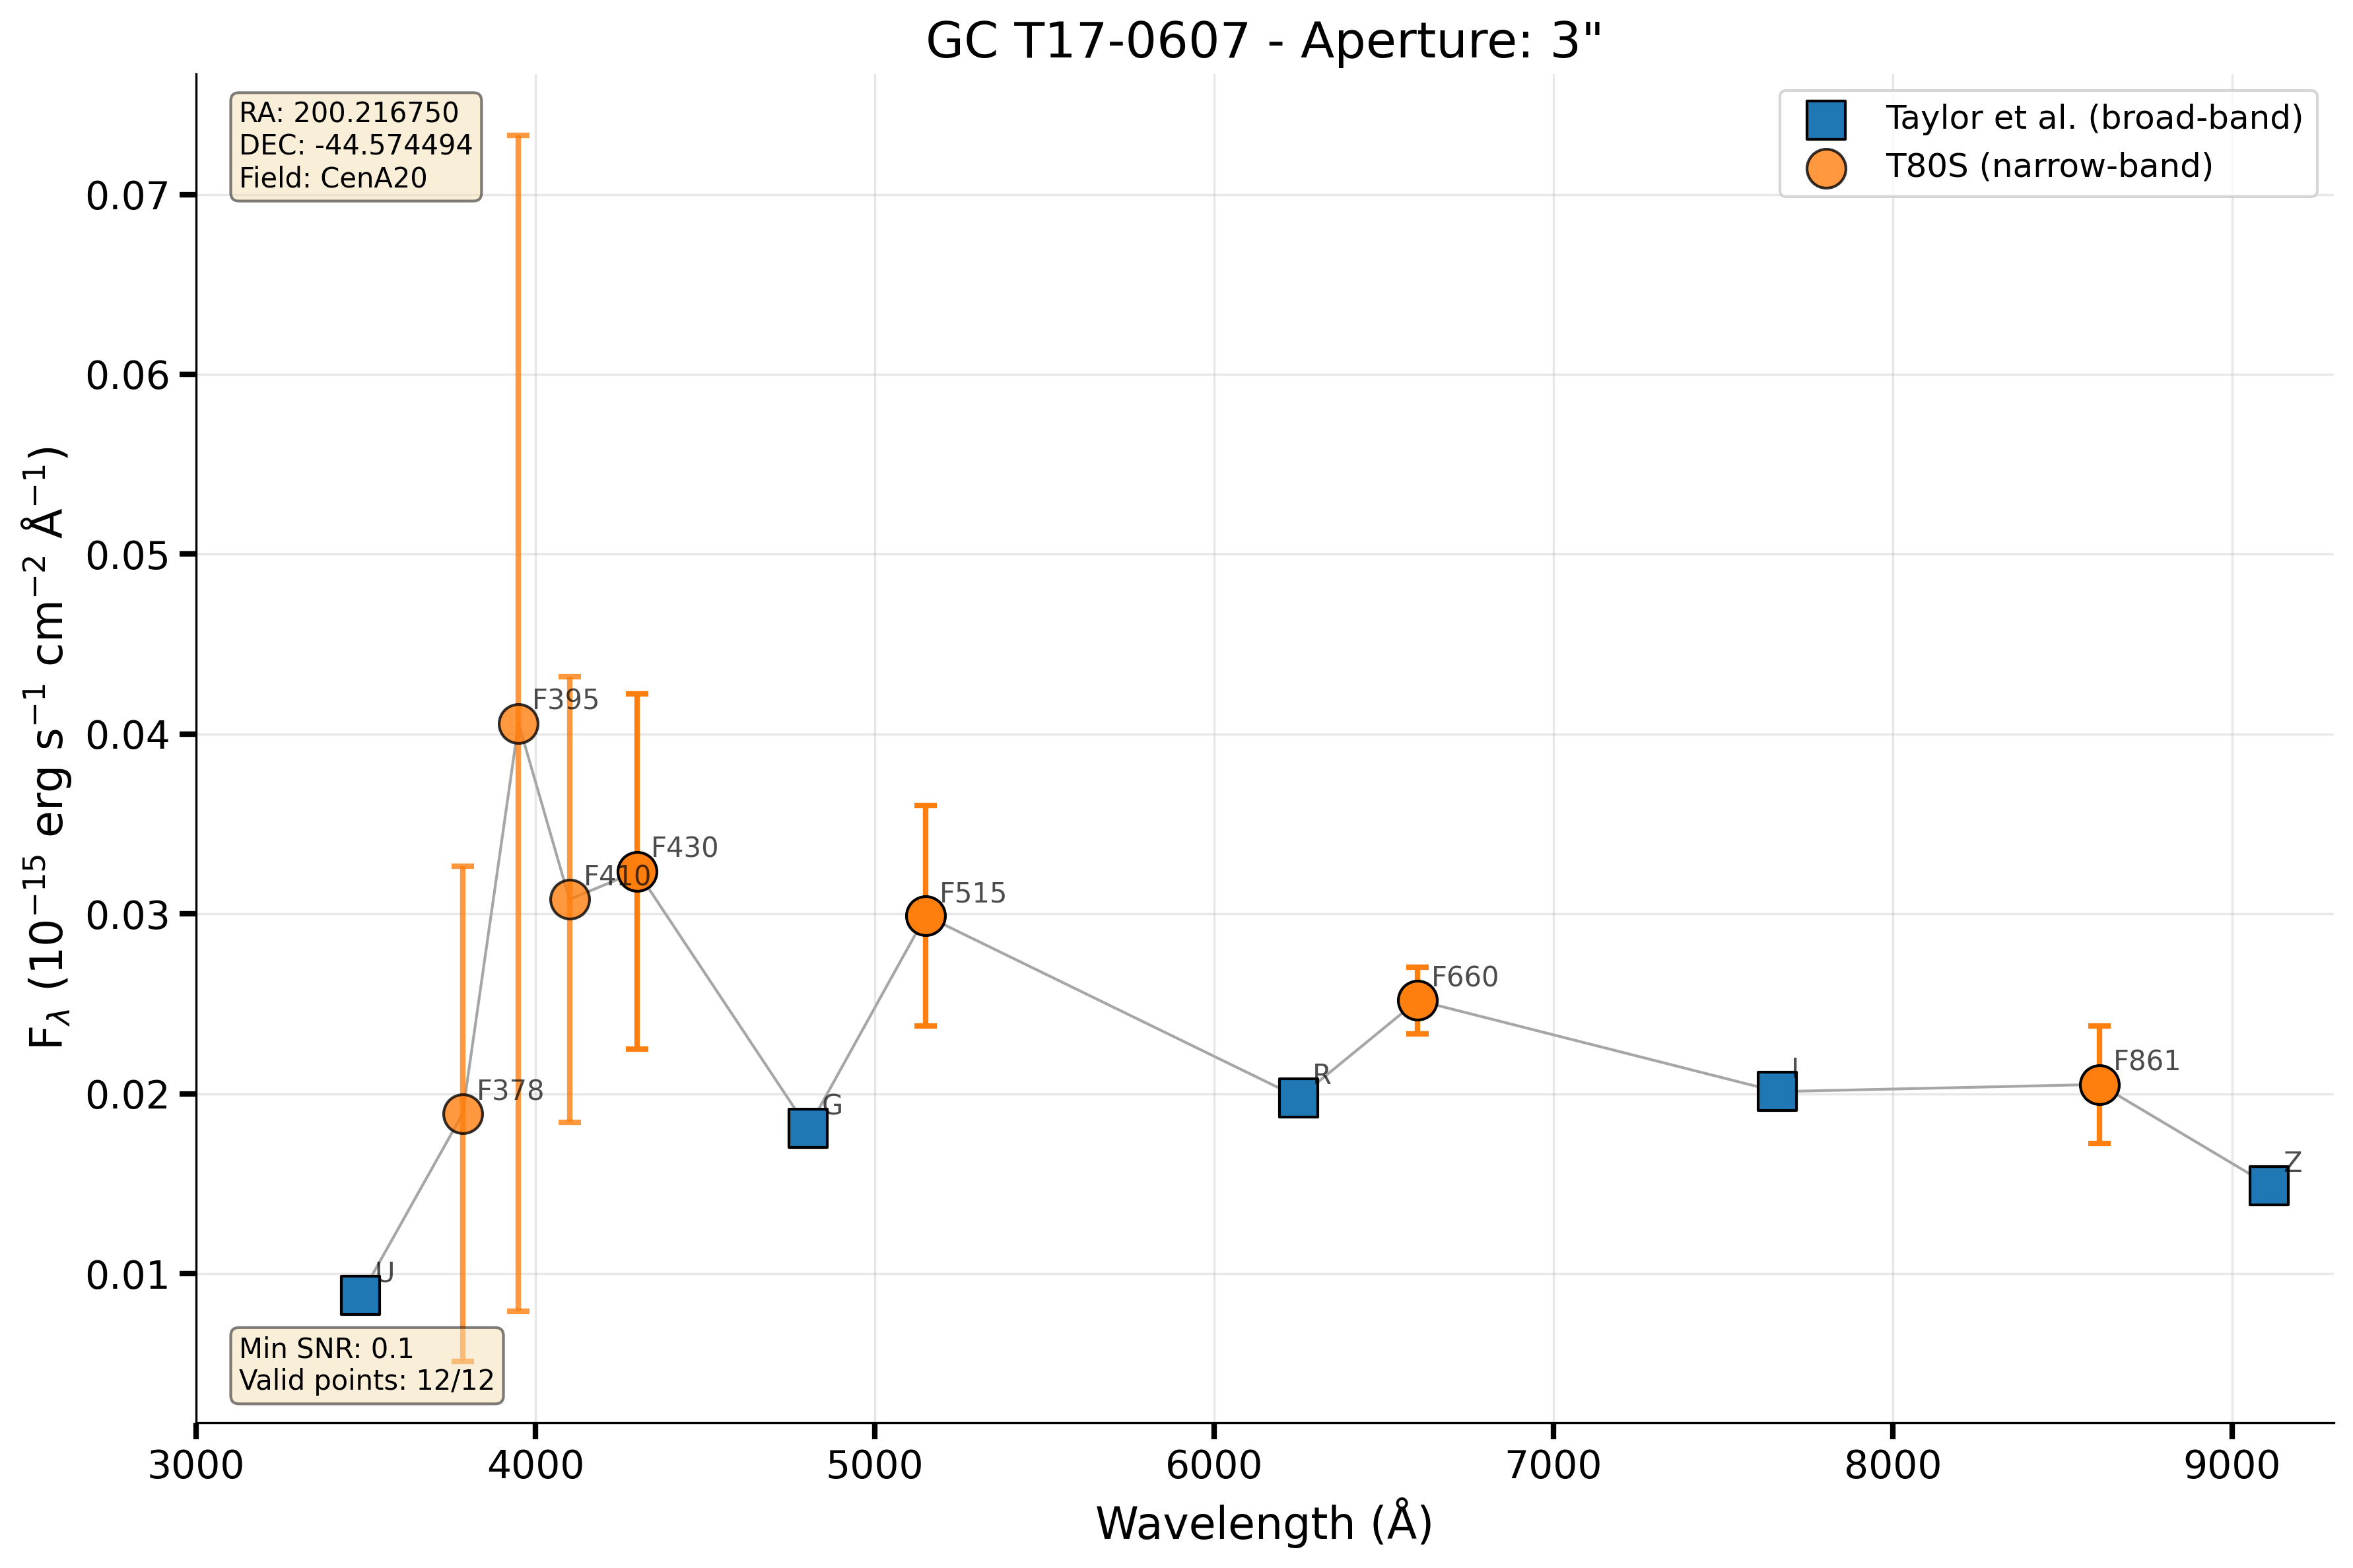 GC T17-0607 - Aperture: 3"
RA: 200.216750
DEC: -44.574494
Field: CenA20
Taylor et al. (broad-band)
T80S (narrow-band)
0.07
0.06
0.05
0.04
0.03
0.02
0.01
F_λ (10⁻¹⁵ erg s⁻¹ cm⁻² Å⁻¹)
F395
F430
F410
F515
F660
F861
F378
G
R
I
Z
U
Min SNR: 0.1
Valid points: 12/12
3000 4000 5000 6000 7000 8000 9000
Wavelength (Å)